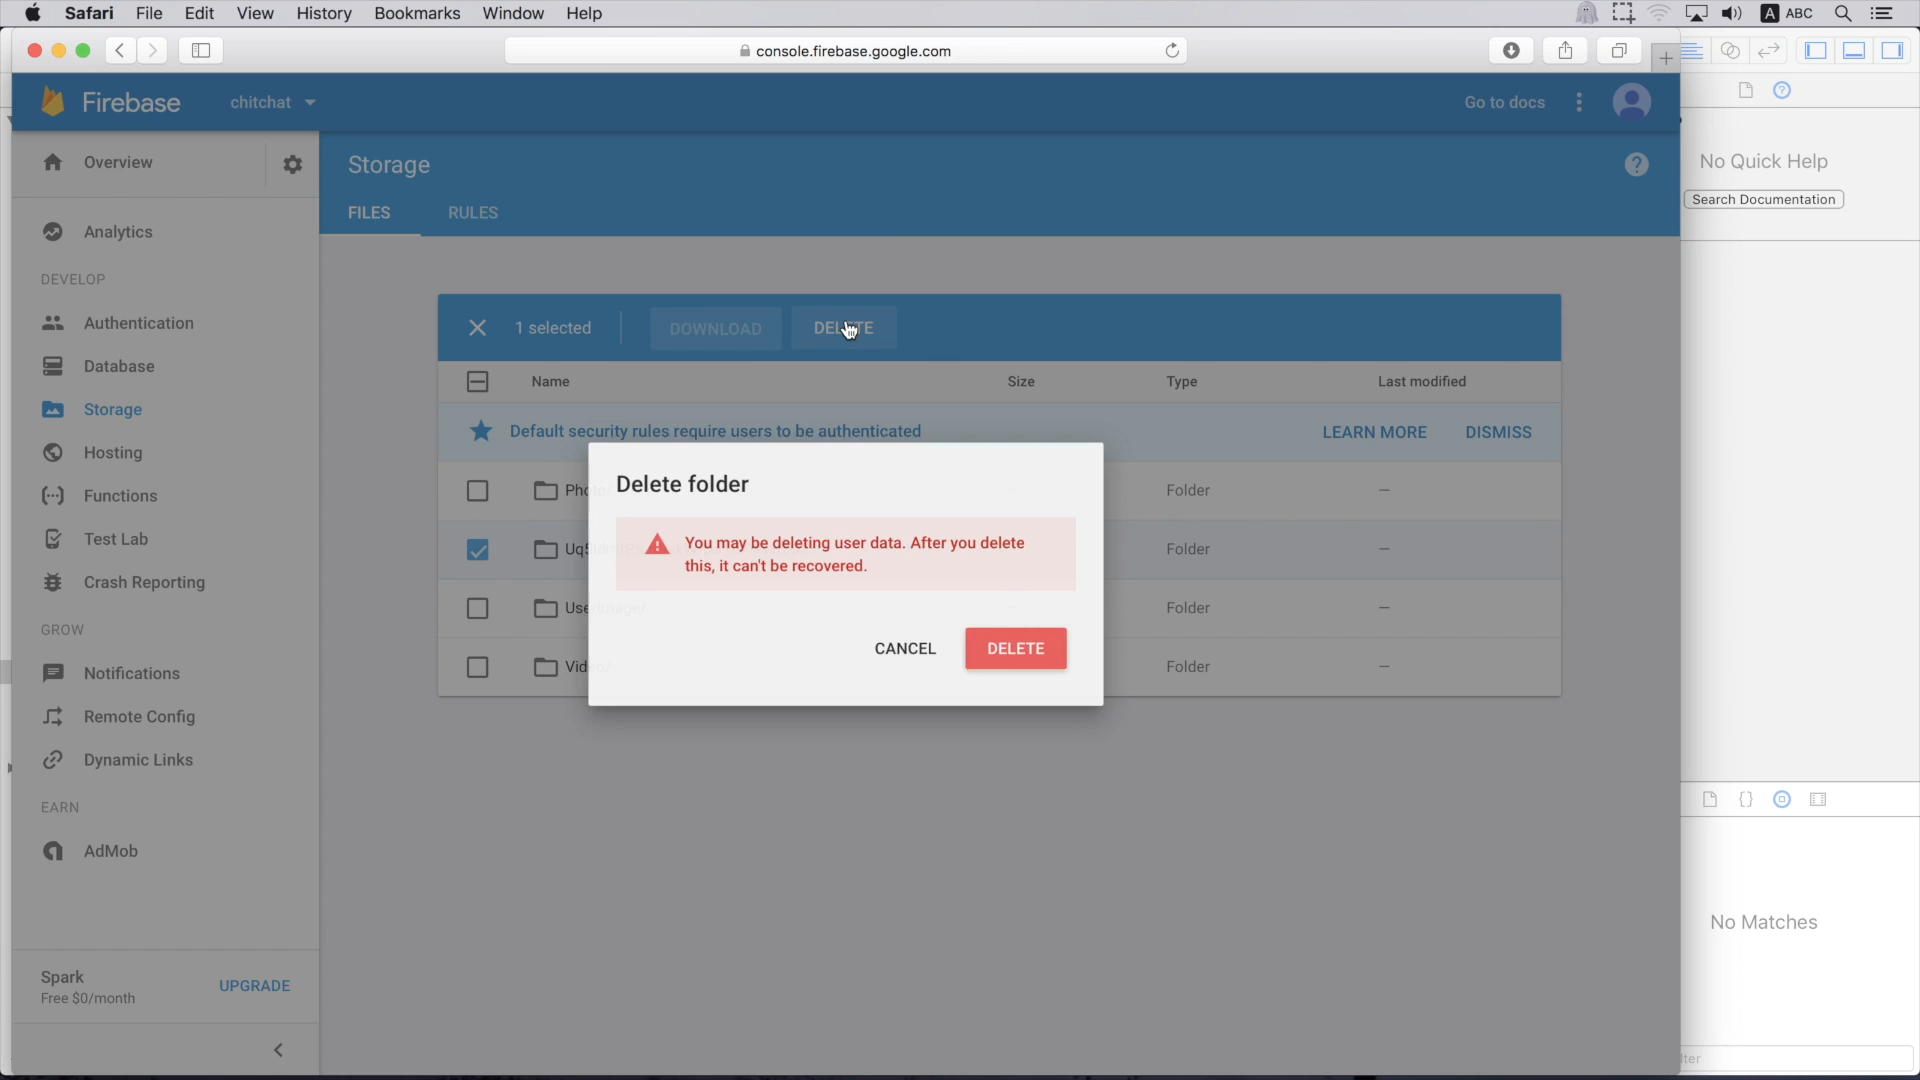 Safari File Edit View History Bookmarks Window Help
A ABC
console.firebase.google.com
Firebase
chitchat
Go to docs
Overview
Storage
FILES RULES
No Quick Help
Search Documentation
Analytics
DEVELOP
Authentication
Database
Storage
Hosting
Functions
Test Lab
Crash Reporting
GROW
Notifications
Remote Config
Dynamic Links
EARN
AdMob
Spark
Free $0/month
UPGRADE
1 selected
DOWNLOAD
DELETE
Name Size Type Last modified
Default security rules require users to be authenticated
LEARN MORE DISMISS
Photo/ Folder —
Folder —
UserImage/ Folder —
Video/ Folder —
Delete folder
You may be deleting user data. After you delete
this, it can't be recovered.
CANCEL DELETE
No Matches